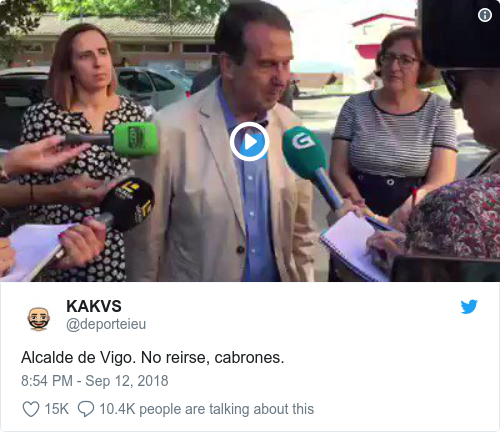 G
KAKVS
@deporteieu
Alcalde de Vigo. No reirse, cabrones.
8:54 PM - Sep 12, 2018
15K 10.4K people are talking about this